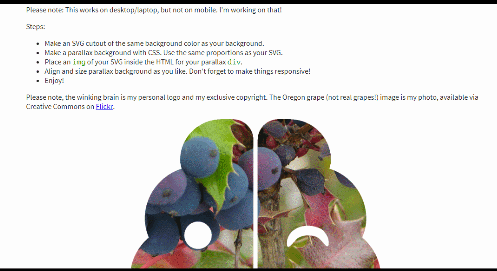 Please note: This works on desktop/laptop, but not on mobile. I'm working on that!
Steps:
Make an SVG cutout of the same background color as your background.
Make a parallax background with CSS. Use the same proportions as your SVG.
Place an img of your SVG inside the HTML for your parallax div.
Align and size parallax background as you like. Don't forget to make things responsive!
Enjoy!
Please note, the winking brain is my personal logo and my exclusive copyright. The Oregon grape (not real grapes!) image is my photo, available via
Creative Commons on Flickr.